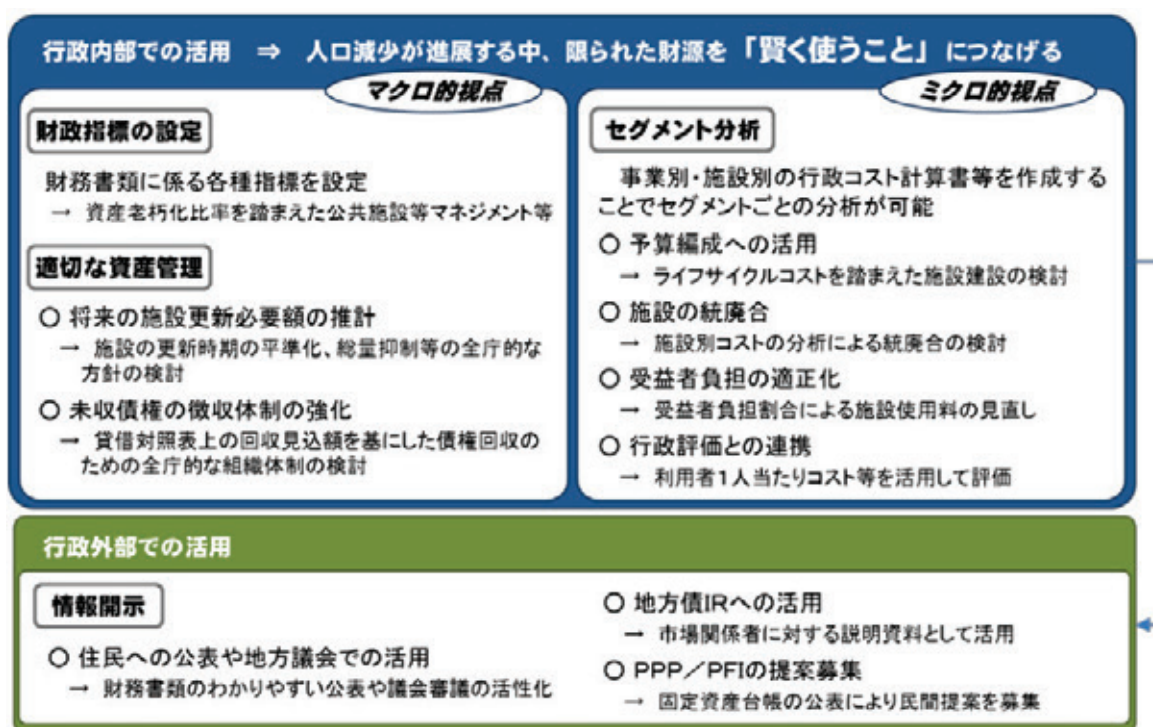 行政内部での活用 ⇒ 人口減少が進展する中、限られた財源を「賢く使うこと」につなげる
マクロ的視点
財政指標の設定
財務書類に係る各種指標を設定
→ 資産老朽化比率を踏まえた公共施設等マネジメント等
適切な資産管理
○ 将来の施設更新必要額の推計
→ 施設の更新時期の平準化、総量抑制等の全庁的な
方針の検討
○ 未収債権の徴収体制の強化
→ 貸借対照表上の回収見込額を基にした債権回収の
ための全庁的な組織体制の検討
ミクロ的視点
セグメント分析
事業別・施設別の行政コスト計算書等を作成する
ことでセグメントごとの分析が可能
○ 予算編成への活用
→ ライフサイクルコストを踏まえた施設建設の検討
○ 施設の統廃合
→ 施設別コストの分析による統廃合の検討
○ 受益者負担の適正化
→ 受益者負担割合による施設使用料の見直し
○ 行政評価との連携
→ 利用者1人当たりコスト等を活用して評価
行政外部での活用
情報開示
○ 住民への公表や地方議会での活用
→ 財務書類のわかりやすい公表や議会審議の活性化
○ 地方債IRへの活用
→ 市場関係者に対する説明資料として活用
○ PPP/PFIの提案募集
→ 固定資産台帳の公表により民間提案を募集